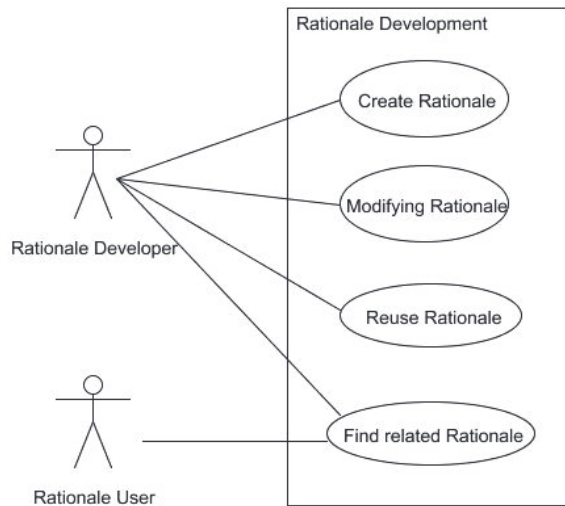 Rationale Development
Create Rationale
Modifying Rationale
Rationale Developer
Reuse Rationale
Find related Rationale
Rationale User